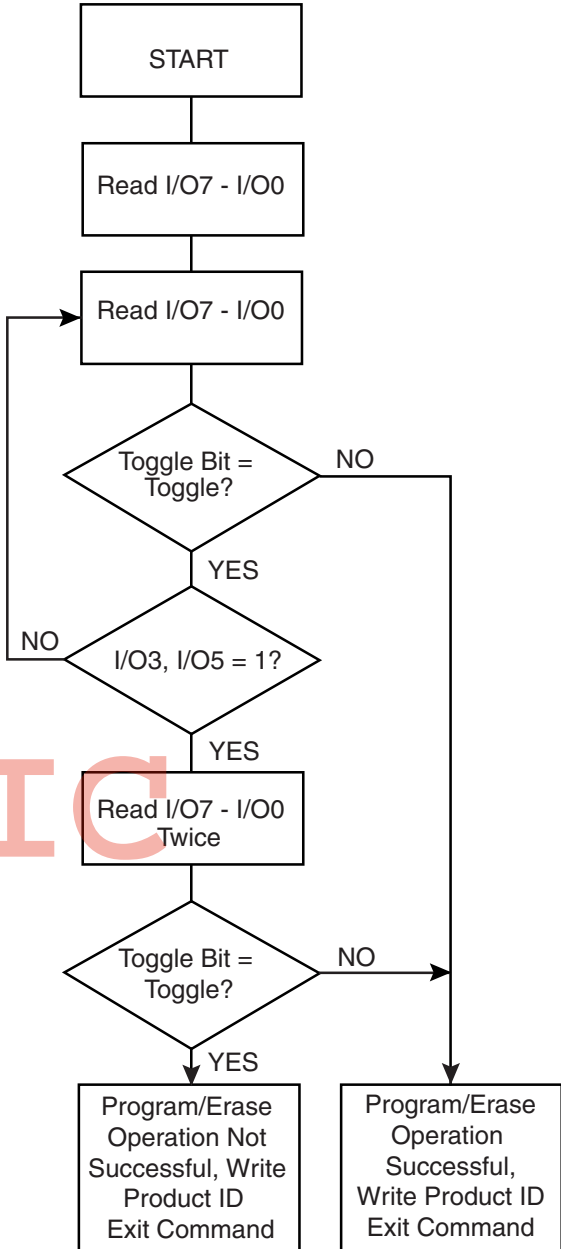 START
Read I/O7 - I/O0
Read I/O7 - I/O0
Toggle Bit =
Toggle?
NO
YES
NO
I/O3, I/O5 = 1?
YES
IC
Read I/O7 - I/O0
Twice
Toggle Bit =
Toggle?
NO
YES
Program/Erase
Operation Not
Successful, Write
Product ID
Exit Command
Program/Erase
Operation
Successful,
Write Product ID
Exit Command